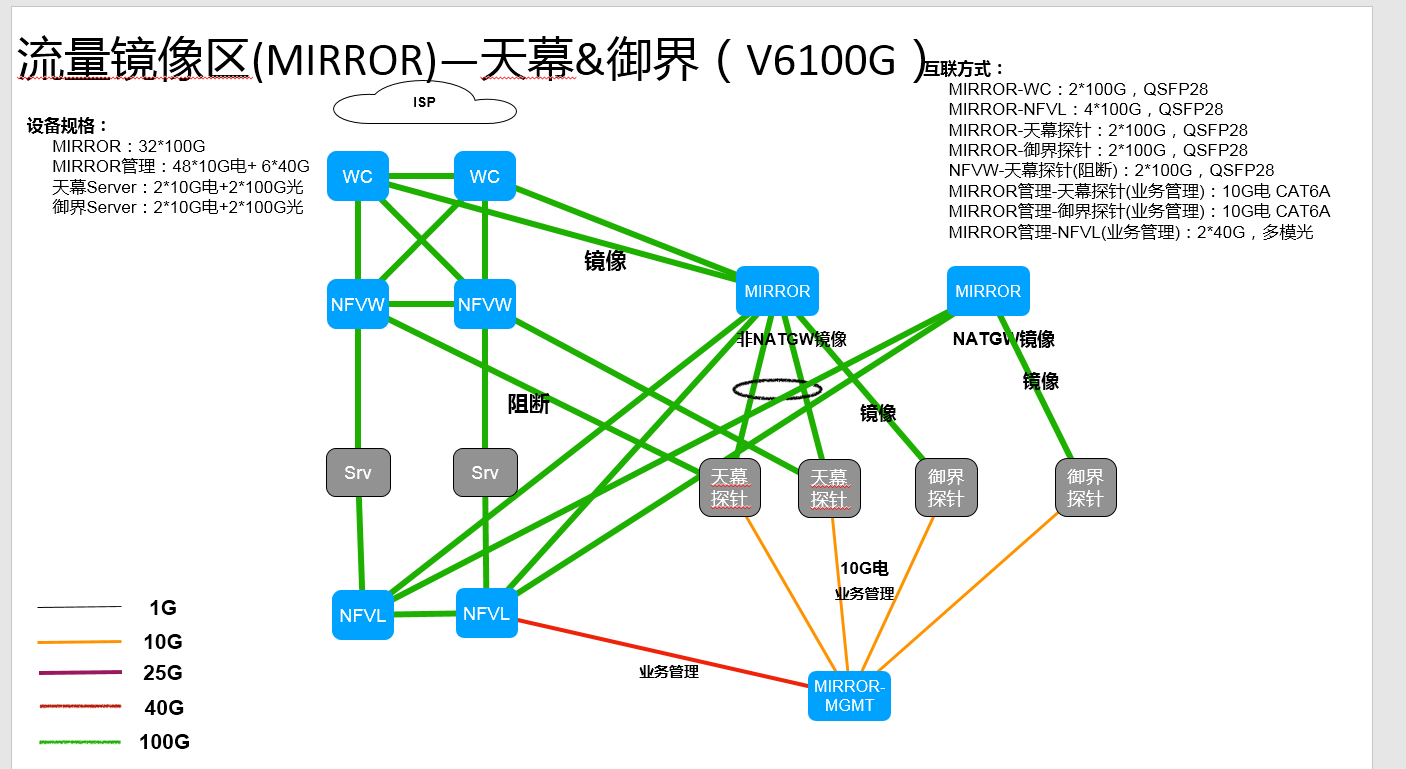 流量镜像区(MIRROR)—天幕&御界（V6100G）
互联方式：
MIRROR-WC：2*100G，QSFP28
MIRROR-NFVL：4*100G，QSFP28
MIRROR-天幕探针：2*100G，QSFP28
MIRROR-御界探针：2*100G，QSFP28
NFVW-天幕探针(阻断)：2*100G，QSFP28
MIRROR管理-天幕探针(业务管理)：10G电 CAT6A
MIRROR管理-御界探针(业务管理)：10G电 CAT6A
MIRROR管理-NFVL(业务管理)：2*40G，多模光
设备规格：
MIRROR：32*100G
MIRROR管理：48*10G电+ 6*40G
天幕Server：2*10G电+2*100G光
御界Server：2*10G电+2*100G光
ISP
WC
WC
镜像
NFVW
NFVW
MIRROR
MIRROR
非NATGW镜像
NATGW镜像
镜像
阻断
镜像
Srv
Srv
天幕
探针
天幕
探针
御界
探针
御界
探针
10G电
业务管理
NFVL
NFVL
业务管理
MIRROR-
MGMT
1G
10G
25G
40G
100G